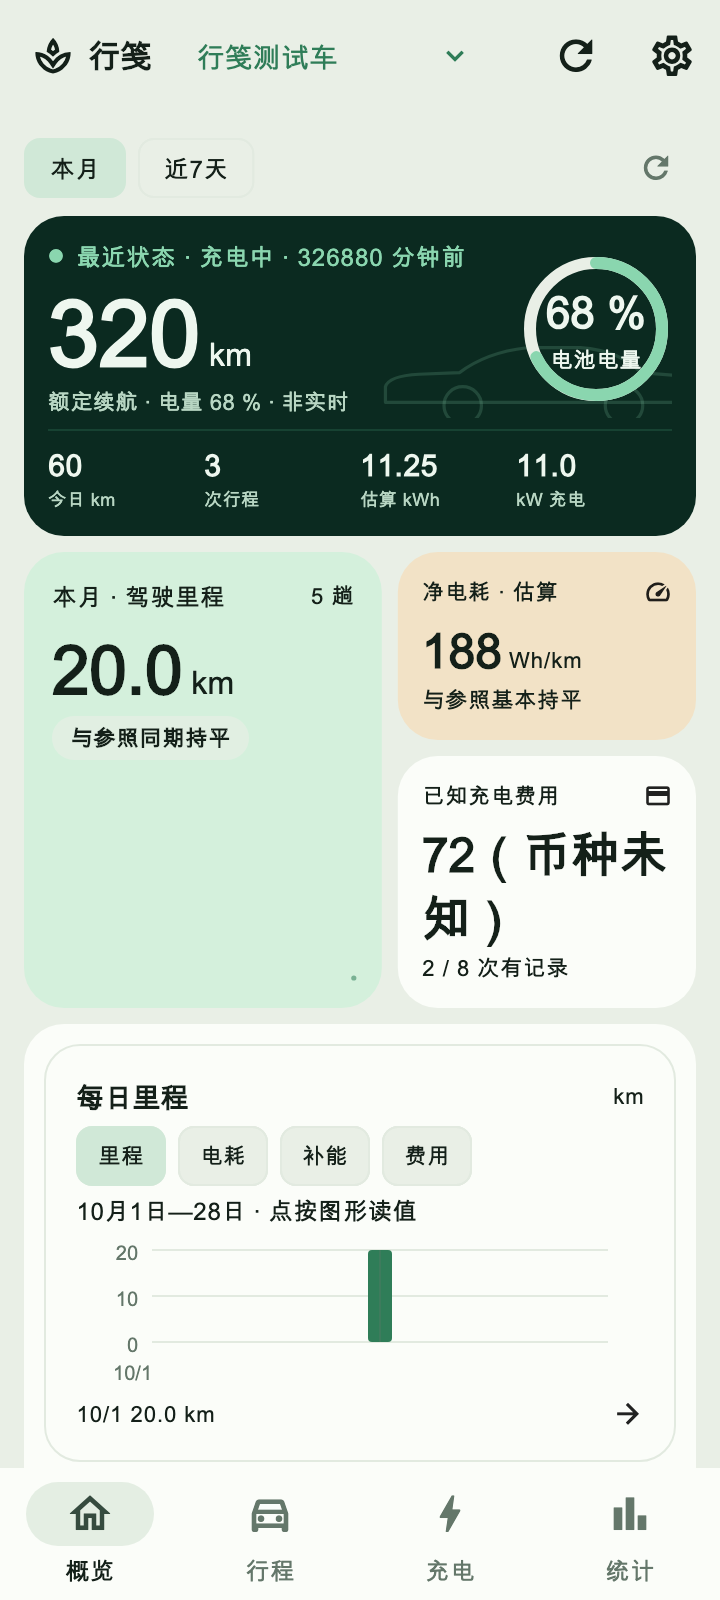 行笺
行笺测试车
本月
近7天
最近状态 · 充电中 · 326880 分钟前
320 km
68 %
电池电量
额定续航 · 电量 68 % · 非实时
60
今日 km
3
次行程
11.25
估算 kWh
11.0
kW 充电
本月 · 驾驶里程
5 趟
20.0 km
与参照同期持平
净电耗 · 估算
188 Wh/km
与参照基本持平
已知充电费用
72（币种未
知）
2 / 8 次有记录
每日里程
km
里程
电耗
补能
费用
10月1日—28日 · 点按图形读值
20
10
0
10/1
10/1 20.0 km
概览
行程
充电
统计